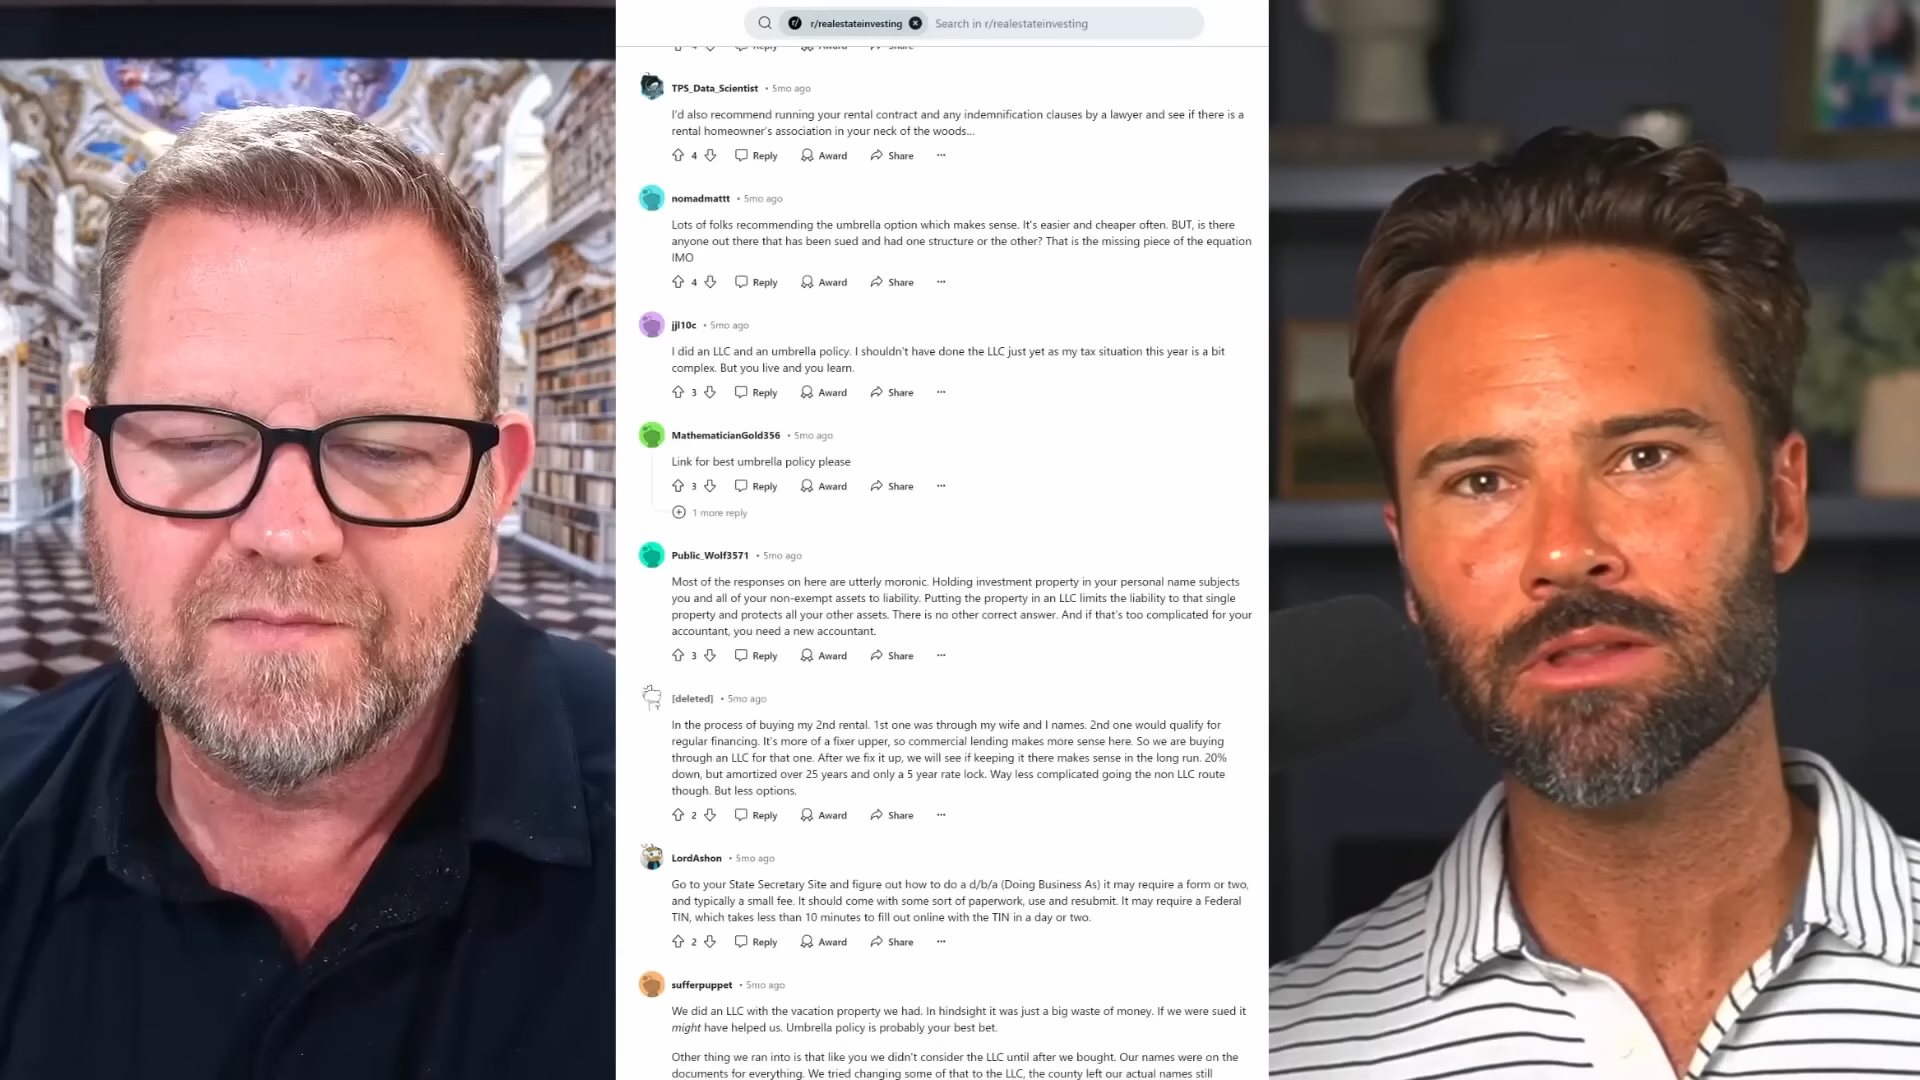 r/realestateinvesting Search in r/realestateinvesting
4 Reply Award Share
TPS_Data_Scientist • 5mo ago
I'd also recommend running your rental contract and any indemnification clauses by a lawyer and see if there is a
rental homeowner's association in your neck of the woods...
4 Reply Award Share ...
nomadmattt • 5mo ago
Lots of folks recommending the umbrella option which makes sense. It's easier and cheaper often. BUT, is there
anyone out there that has been sued and had one structure or the other? That is the missing piece of the equation
IMO
4 Reply Award Share ...
jjl10c • 5mo ago
I did an LLC and an umbrella policy. I shouldn't have done the LLC just yet as my tax situation this year is a bit
complex. But you live and you learn.
3 Reply Award Share ...
MathematicianGold356 • 5mo ago
Link for best umbrella policy please
3 Reply Award Share ...
1 more reply
Public_Wolf3571 • 5mo ago
Most of the responses on here are utterly moronic. Holding investment property in your personal name subjects
you and all of your non-exempt assets to liability. Putting the property in an LLC limits the liability to that single
property and protects all your other assets. There is no other correct answer. And if that's too complicated for your
accountant, you need a new accountant.
3 Reply Award Share ...
[deleted] • 5mo ago
In the process of buying my 2nd rental. 1st one was through my wife and I names. 2nd one would qualify for
regular financing. It's more of a fixer upper, so commercial lending makes more sense here. So we are buying
through an LLC for that one. After we fix it up, we will see if keeping it there makes sense in the long run. 20%
down, but amortized over 25 years and only a 5 year rate lock. Way less complicated going the non LLC route
though. But less options.
2 Reply Award Share ...
LordAshon • 5mo ago
Go to your State Secretary Site and figure out how to do a d/b/a (Doing Business As) it may require a form or two,
and typically a small fee. It should come with some sort of paperwork, use and resubmit. It may require a Federal
TIN, which takes less than 10 minutes to fill out online with the TIN in a day or two.
2 Reply Award Share ...
sufferpuppet • 5mo ago
We did an LLC with the vacation property we had. In hindsight it was just a big waste of money. If we were sued it
might have helped us. Umbrella policy is probably your best bet.
Other thing we ran into is that like you we didn't consider the LLC until after we bought. Our names were on the
documents for everything. We tried changing some of that to the LLC, the county left our actual names still